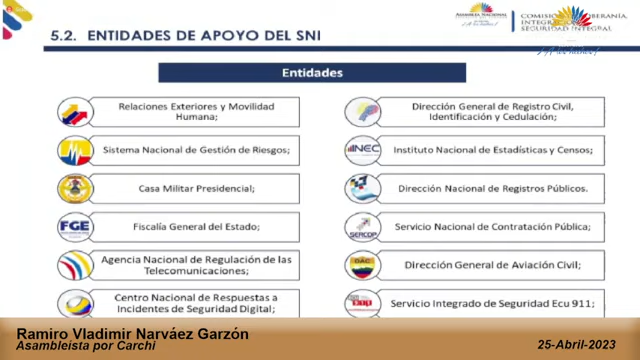 ASAMBLEA NACIONAL
COMISIÓN DE SOBERANÍA
INTEGRACIÓN
SEGURIDAD INTEGRAL
5.2. ENTIDADES DE APOYO DEL SNI
Entidades
Relaciones Exteriores y Movilidad
Humana;
Sistema Nacional de Gestión de Riesgos;
Casa Militar Presidencial;
FGE
Fiscalía General del Estado;
Agencia Nacional de Regulación de las
Telecomunicaciones;
Centro Nacional de Respuestas a
Incidentes de Seguridad Digital;
Dirección General de Registro Civil,
Identificación y Cedulación;
INEC
Instituto Nacional de Estadísticas y Censos;
Dirección Nacional de Registros Públicos.
SERCOP
Servicio Nacional de Contratación Pública;
DAC
Dirección General de Aviación Civil;
Servicio Integrado de Seguridad Ecu 911;
Ramiro Vladimir Narváez Garzón
Asambleista por Carchi
25-Abril-2023